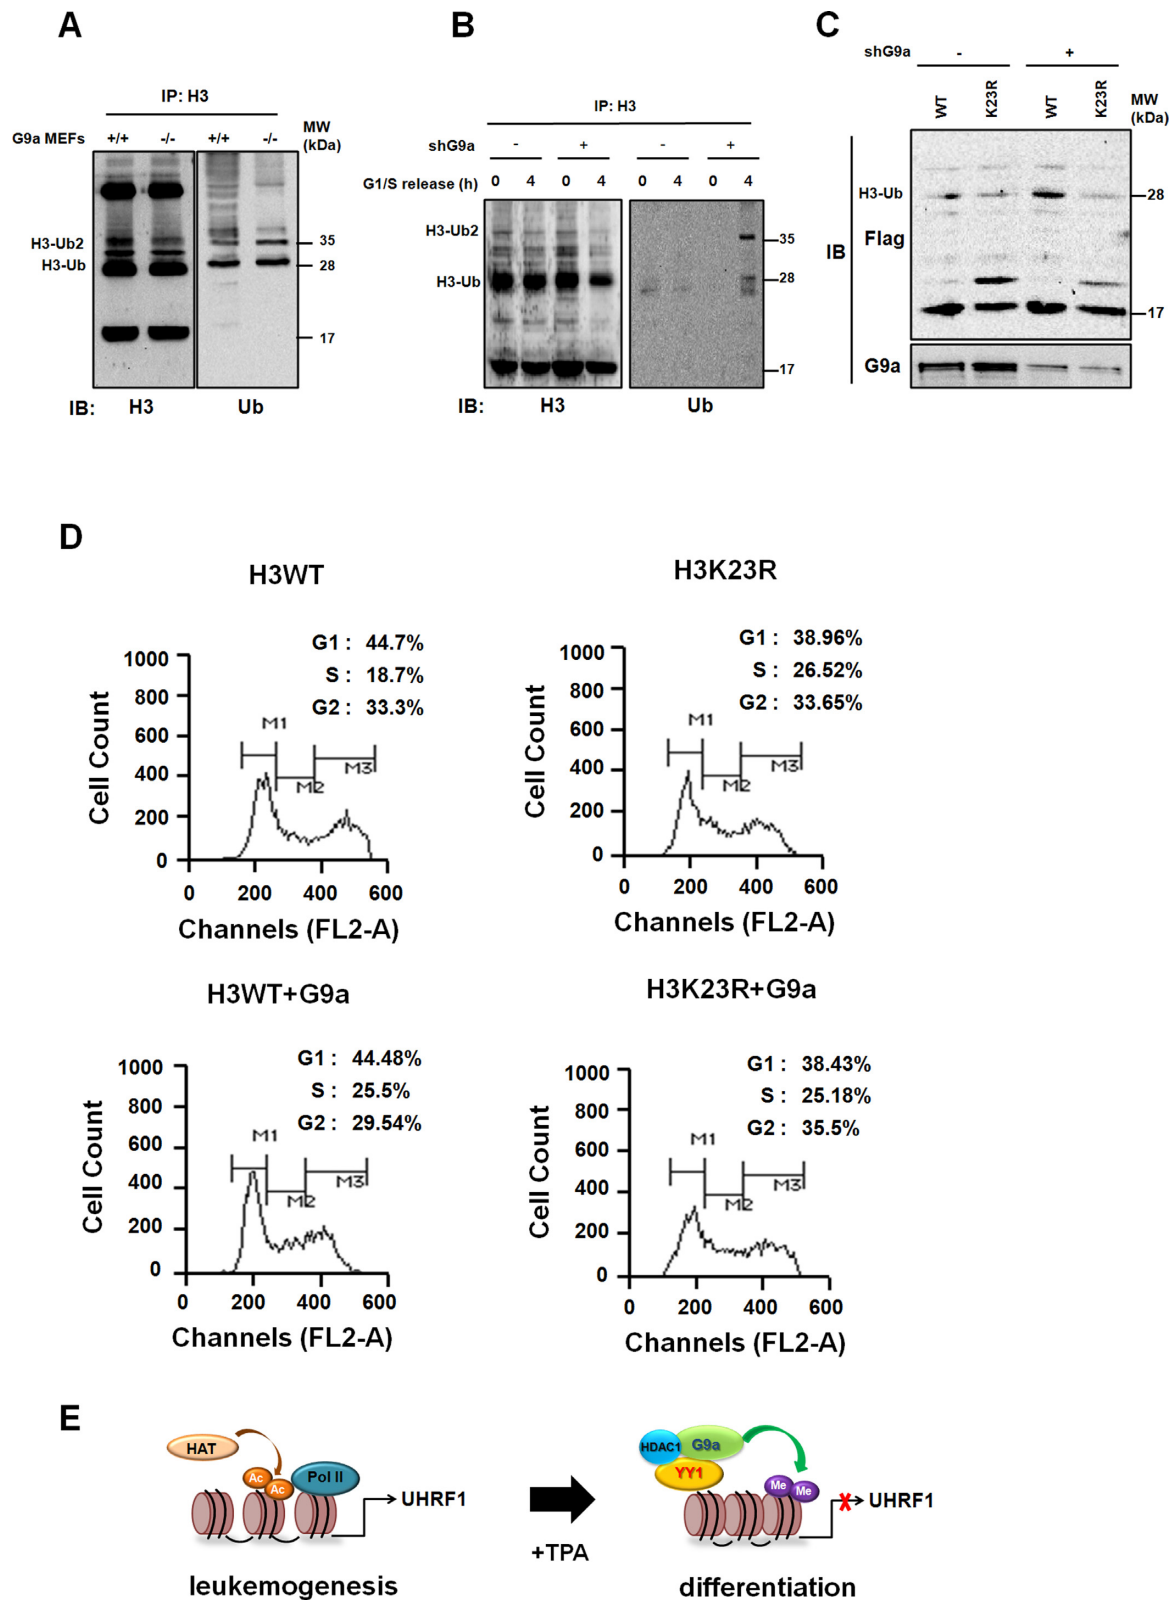 A
IP: H3
G9a MEFs +/+ -/- +/+ -/-
MW
(kDa)
H3-Ub2
H3-Ub
35
28
17
IB: H3 Ub
B
IP: H3
shG9a - + - +
G1/S release (h) 0 4 0 4 0 4 0 4
H3-Ub2
H3-Ub
35
28
17
IB: H3 Ub
C
shG9a - +
WT K23R WT K23R
MW
(kDa)
H3-Ub
28
IB
Flag
17
G9a
D
H3WT
G1 : 44.7%
S : 18.7%
G2 : 33.3%
1000
800
600
400
200
0
Cell Count
M1
M2
M3
0 200 400 600
Channels (FL2-A)
H3K23R
G1 : 38.96%
S : 26.52%
G2 : 33.65%
1000
800
600
400
200
0
Cell Count
M1
M2
M3
0 200 400 600
Channels (FL2-A)
H3WT+G9a
G1 : 44.48%
S : 25.5%
G2 : 29.54%
1000
800
600
400
200
0
Cell Count
M1
M2
M3
0 200 400 600
Channels (FL2-A)
H3K23R+G9a
G1 : 38.43%
S : 25.18%
G2 : 35.5%
1000
800
600
400
200
0
Cell Count
M1
M2
M3
0 200 400 600
Channels (FL2-A)
E
HAT
Ac
Ac
Pol II
UHRF1
leukemogenesis
+TPA
HDAC1
G9a
YY1
Me
Me
UHRF1
differentiation